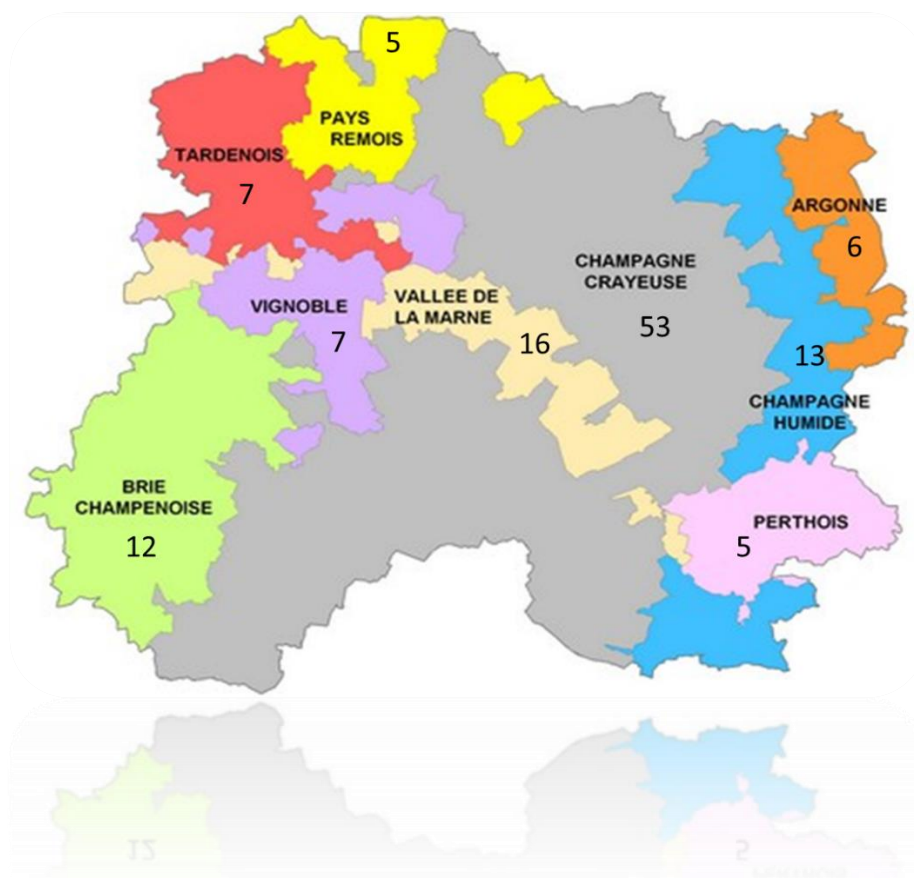 5
PAYS
REMOIS
TARDENOIS
7
ARGONNE
6
CHAMPAGNE
CRAYEUSE
53
VIGNOBLE
7
VALLEE DE
LA MARNE
16
13
CHAMPAGNE
HUMIDE
BRIE
CHAMPENOISE
12
PERTHOIS
5